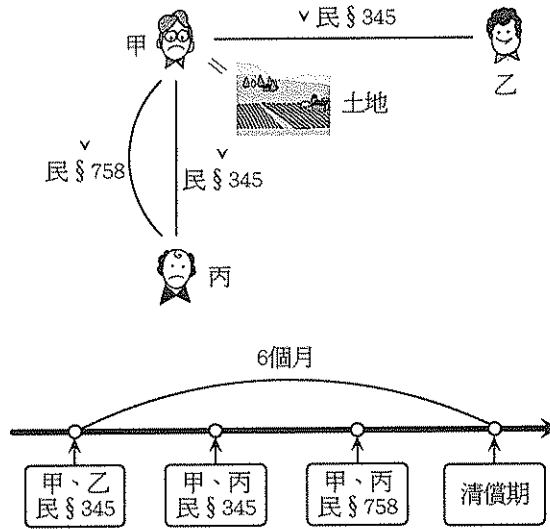 甲
˅民§345
乙
土地
˅
民§758
˅
民§345
丙
6個月
甲、乙
民§345
甲、丙
民§345
甲、丙
民§758
清償期